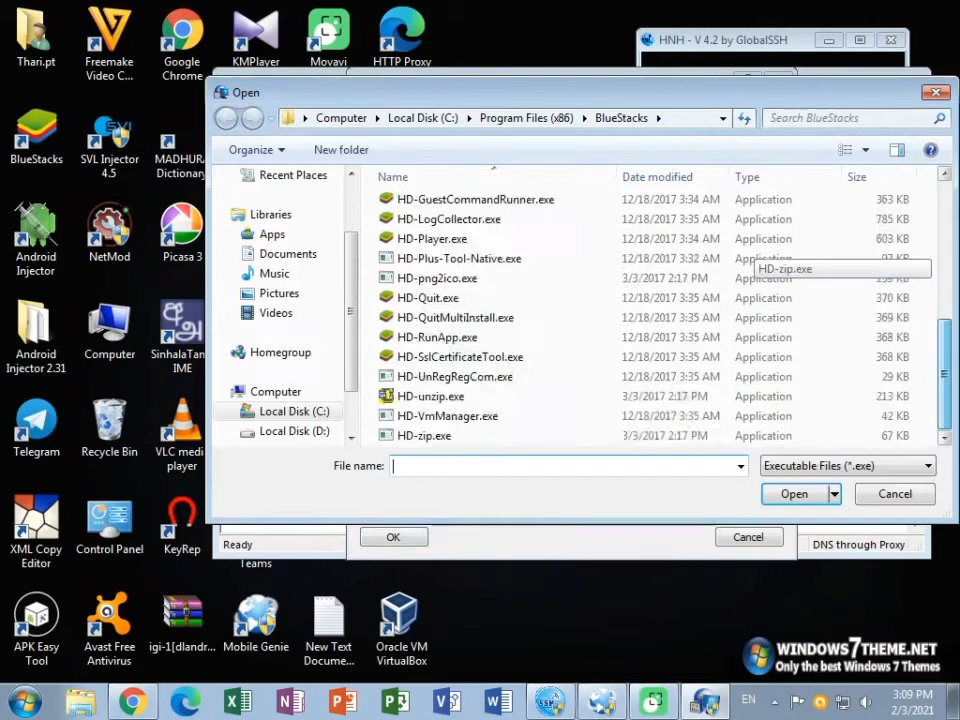 Thari.pt
Freemake
Video C...
Google
Chrome
KMPlayer
Movavi
HTTP Proxy
HNH - V 4.2 by GlobalSSH
Open
Computer
Local Disk (C:)
Program Files (x86)
BlueStacks
Search BlueStacks
Organize
New folder
Name
Date modified
Type
Size
Recent Places
Libraries
Apps
Documents
Music
Pictures
Videos
Homegroup
Computer
Local Disk (C:)
Local Disk (D:)
HD-GuestCommandRunner.exe 12/18/2017 3:34 AM Application 363 KB
HD-LogCollector.exe 12/18/2017 3:35 AM Application 785 KB
HD-Player.exe 12/18/2017 3:34 AM Application 603 KB
HD-Plus-Tool-Native.exe 12/18/2017 3:32 AM
HD-zip.exe
HD-png2ico.exe 3/3/2017 2:17 PM Application
HD-Quit.exe 12/18/2017 3:35 AM Application 370 KB
HD-QuitMultiInstall.exe 12/18/2017 3:35 AM Application 369 KB
HD-RunApp.exe 12/18/2017 3:35 AM Application 368 KB
HD-SslCertificateTool.exe 12/18/2017 3:35 AM Application 368 KB
HD-UnRegRegCom.exe 12/18/2017 3:35 AM Application 29 KB
HD-unzip.exe 3/3/2017 2:17 PM Application 213 KB
HD-VmManager.exe 12/18/2017 3:35 AM Application 42 KB
HD-zip.exe 3/3/2017 2:17 PM Application 67 KB
File name:
Executable Files (*.exe)
Open
Cancel
OK
Cancel
Ready
DNS through Proxy
Teams
BlueStacks
SVL Injector
4.5
MADHURA
Dictionary
Android
Injector
NetMod
Picasa 3
Android
Injector 2.31
Computer
SinhalaTan
IME
Telegram
Recycle Bin
VLC media
player
XML Copy
Editor
Control Panel
KeyRep
APK Easy
Tool
Avast Free
Antivirus
igi-1[dlandr...
Mobile Genie
New Text
Docume...
Oracle VM
VirtualBox
WINDOWS7THEME.NET
Only the best Windows 7 Themes
EN
3:09 PM
2/3/2021